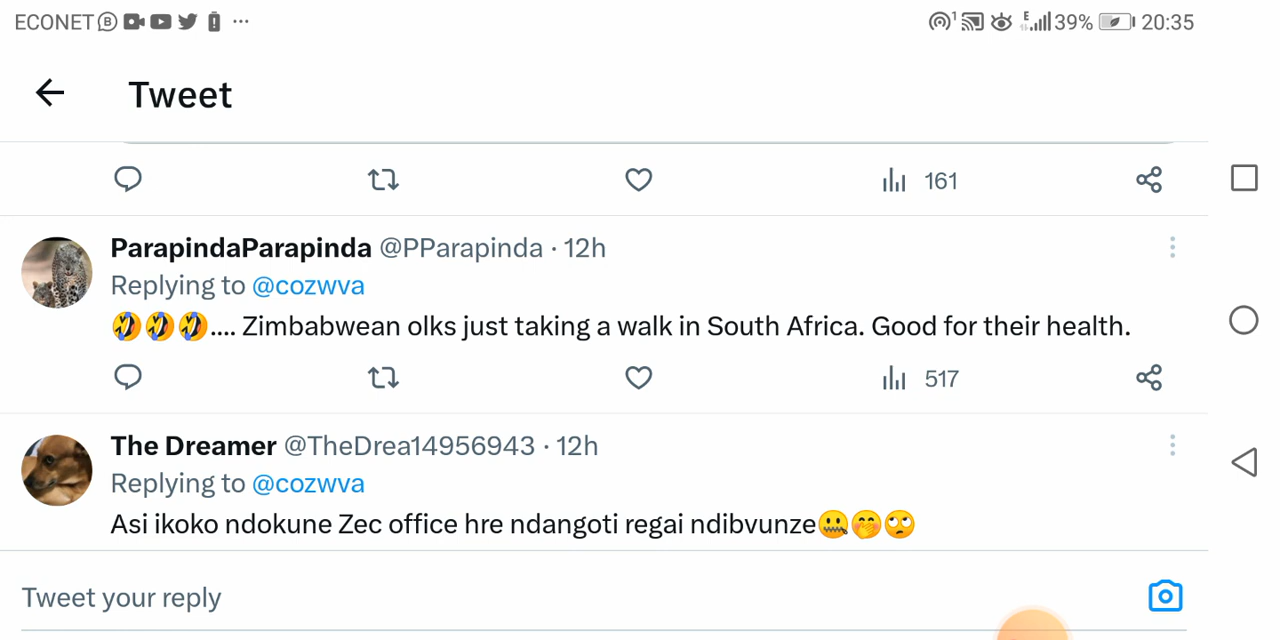 ECONET 39% 20:35
Tweet
161
ParapindaParapinda @PParapinda · 12h
Replying to @cozwva
🤣🤣🤣.... Zimbabwean olks just taking a walk in South Africa. Good for their health.
517
The Dreamer @TheDrea14956943 · 12h
Replying to @cozwva
Asi ikoko ndokune Zec office hre ndangoti regai ndibvunze🤐🤭🙄
Tweet your reply